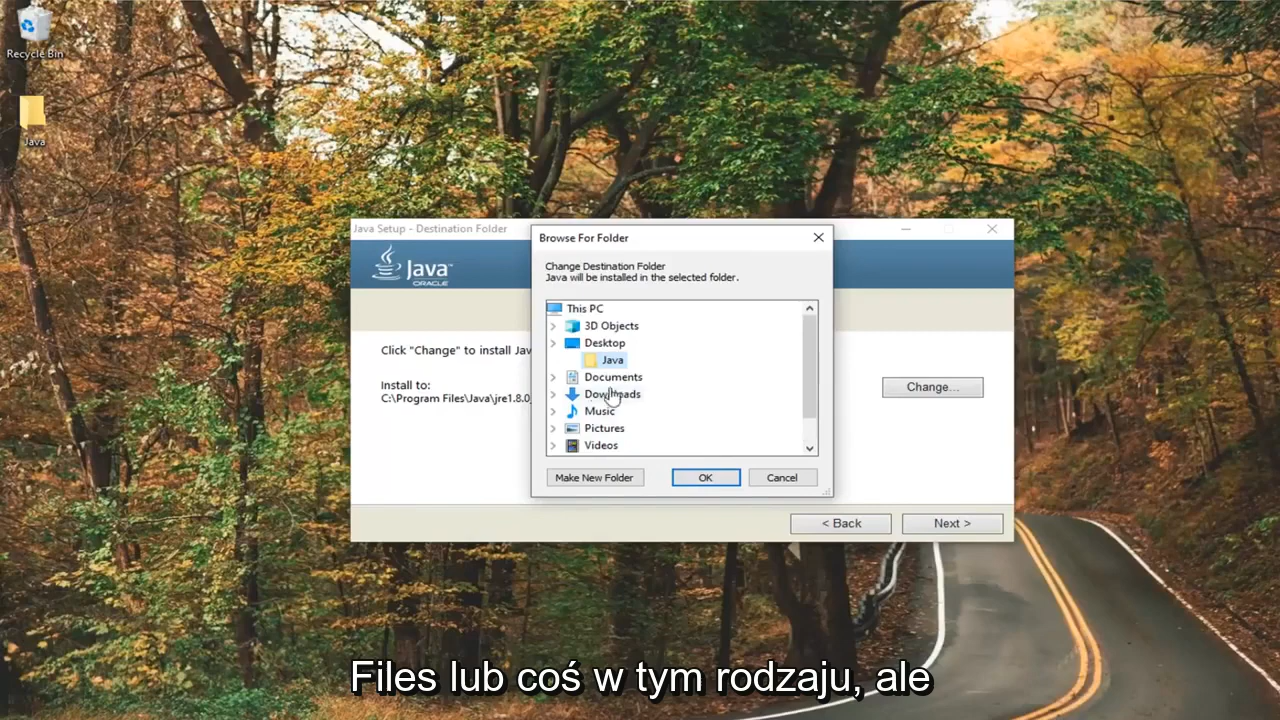 Recycle Bin
Java
Java Setup - Destination Folder
Java™
ORACLE
Click "Change" to install Jav
Install to:
C:\Program Files\Java\jre1.8.0
Change...
< Back
Next >
Browse For Folder
Change Destination Folder
Java will be installed in the selected folder.
This PC
3D Objects
Desktop
Java
Documents
Downloads
Music
Pictures
Videos
Make New Folder
OK
Cancel
Files lub coś w tym rodzaju, ale